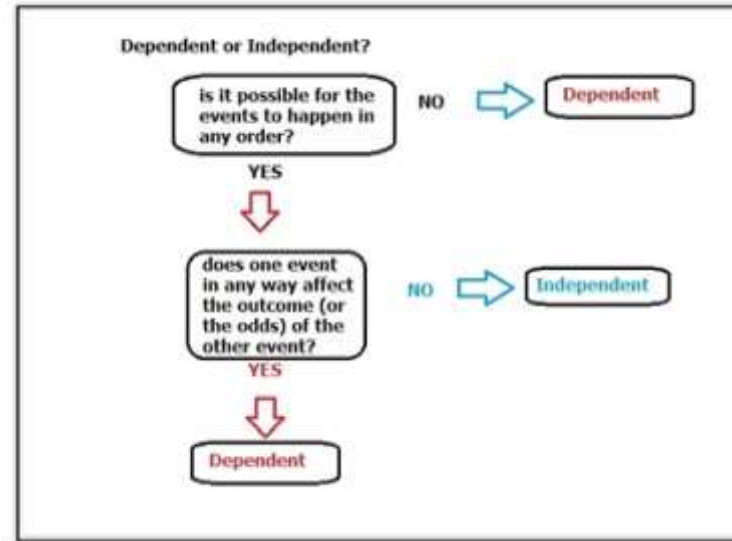 Dependent or Independent?
is it possible for the
events to happen in
any order?
NO
Dependent
YES
does one event
in any way affect
the outcome (or
the odds) of the
other event?
NO
Independent
YES
Dependent